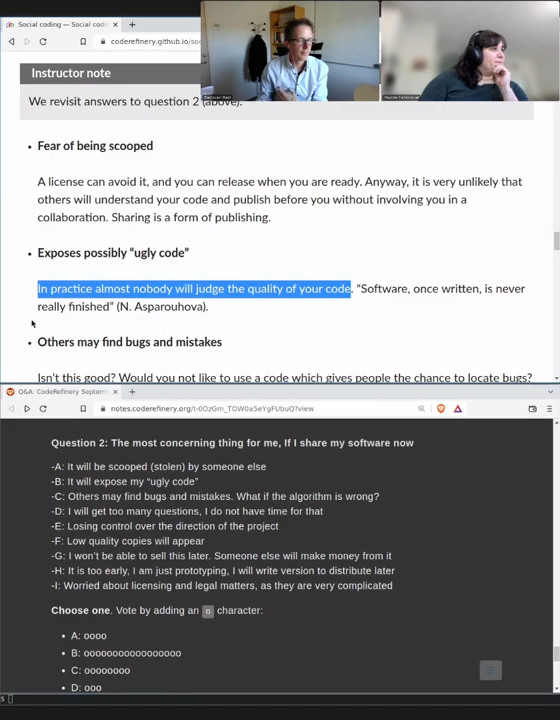 Social coding — Social codi
coderefinery.github.io/so
Instructor note
We revisit answers to question 2 (above).
• Fear of being scooped
A license can avoid it, and you can release when you are ready. Anyway, it is very unlikely that
others will understand your code and publish before you without involving you in a
collaboration. Sharing is a form of publishing.
• Exposes possibly “ugly code”
In practice almost nobody will judge the quality of your code. “Software, once written, is never
really finished” (N. Asparouhova).
• Others may find bugs and mistakes
Isn't this good? Would you not like to use a code which gives people the chance to locate bugs?
Q&A: CodeRefinery Septem
notes.coderefinery.org/t-0OzGm_TOW0a5eYgFUbuQ?view
Question 2: The most concerning thing for me, If I share my software now
-A: It will be scooped (stolen) by someone else
-B: It will expose my “ugly code”
-C: Others may find bugs and mistakes. What if the algorithm is wrong?
-D: I will get too many questions, I do not have time for that
-E: Losing control over the direction of the project
-F: Low quality copies will appear
-G: I won't be able to sell this later. Someone else will make money from it
-H: It is too early, I am just prototyping, I will write version to distribute later
-I: Worried about licensing and legal matters, as they are very complicated
Choose one. Vote by adding an o character:
• A: oooo
• B: ooooooooooooooooo
• C: oooooooo
• D: ooo
$